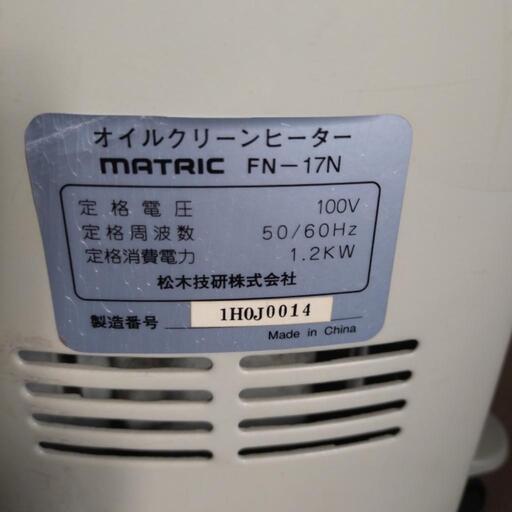 オイルクリーンヒーター
MATRIC FN－17N
定格電圧 100V
定格周波数 50/60Hz
定格消費電力 1.2KW
松木技研株式会社
製造番号 1H0J0014
Made in China